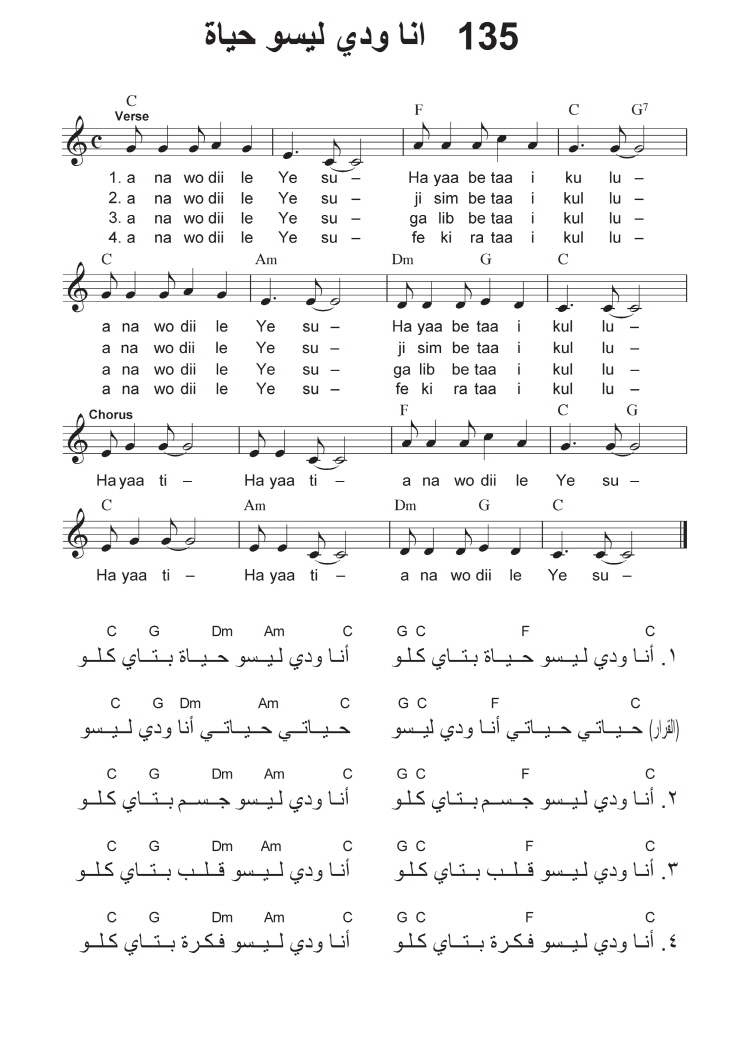 135 انا ودي ليسو حياة
C
Verse
F C G7
1. a na wo dii le Ye su – Ha yaa be taa i ku lu –
2. a na wo dii le Ye su – ji sim be taa i kul lu –
3. a na wo dii le Ye su – ga lib be taa i kul lu –
4. a na wo dii le Ye su – fe ki ra taa i kul lu –
C Am Dm G C
a na wo dii le Ye su – Ha yaa be taa i kul lu –
a na wo dii le Ye su – ji sim be taa i kul lu –
a na wo dii le Ye su – ga lib be taa i kul lu –
a na wo dii le Ye su – fe ki ra taa i kul lu –
Chorus
F C G
Ha yaa ti – Ha yaa ti – a na wo dii le Ye su –
C Am Dm G C
Ha yaa ti – Ha yaa ti – a na wo dii le Ye su –
C G Dm Am C G C F C
١. أنا ودي ليسو حياة بتاي كلو أنا ودي ليسو حياة بتاي كلو
C G Dm Am C G C F C
(القرار) حياتي حياتي أنا ودي ليسو حياتي حياتي أنا ودي ليسو
C G Dm Am C G C F C
٢. أنا ودي ليسو جسم بتاي كلو أنا ودي ليسو جسم بتاي كلو
C G Dm Am C G C F C
٣. أنا ودي ليسو قلب بتاي كلو أنا ودي ليسو قلب بتاي كلو
C G Dm Am C G C F C
٤. أنا ودي ليسو فكرة بتاي كلو أنا ودي ليسو فكرة بتاي كلو